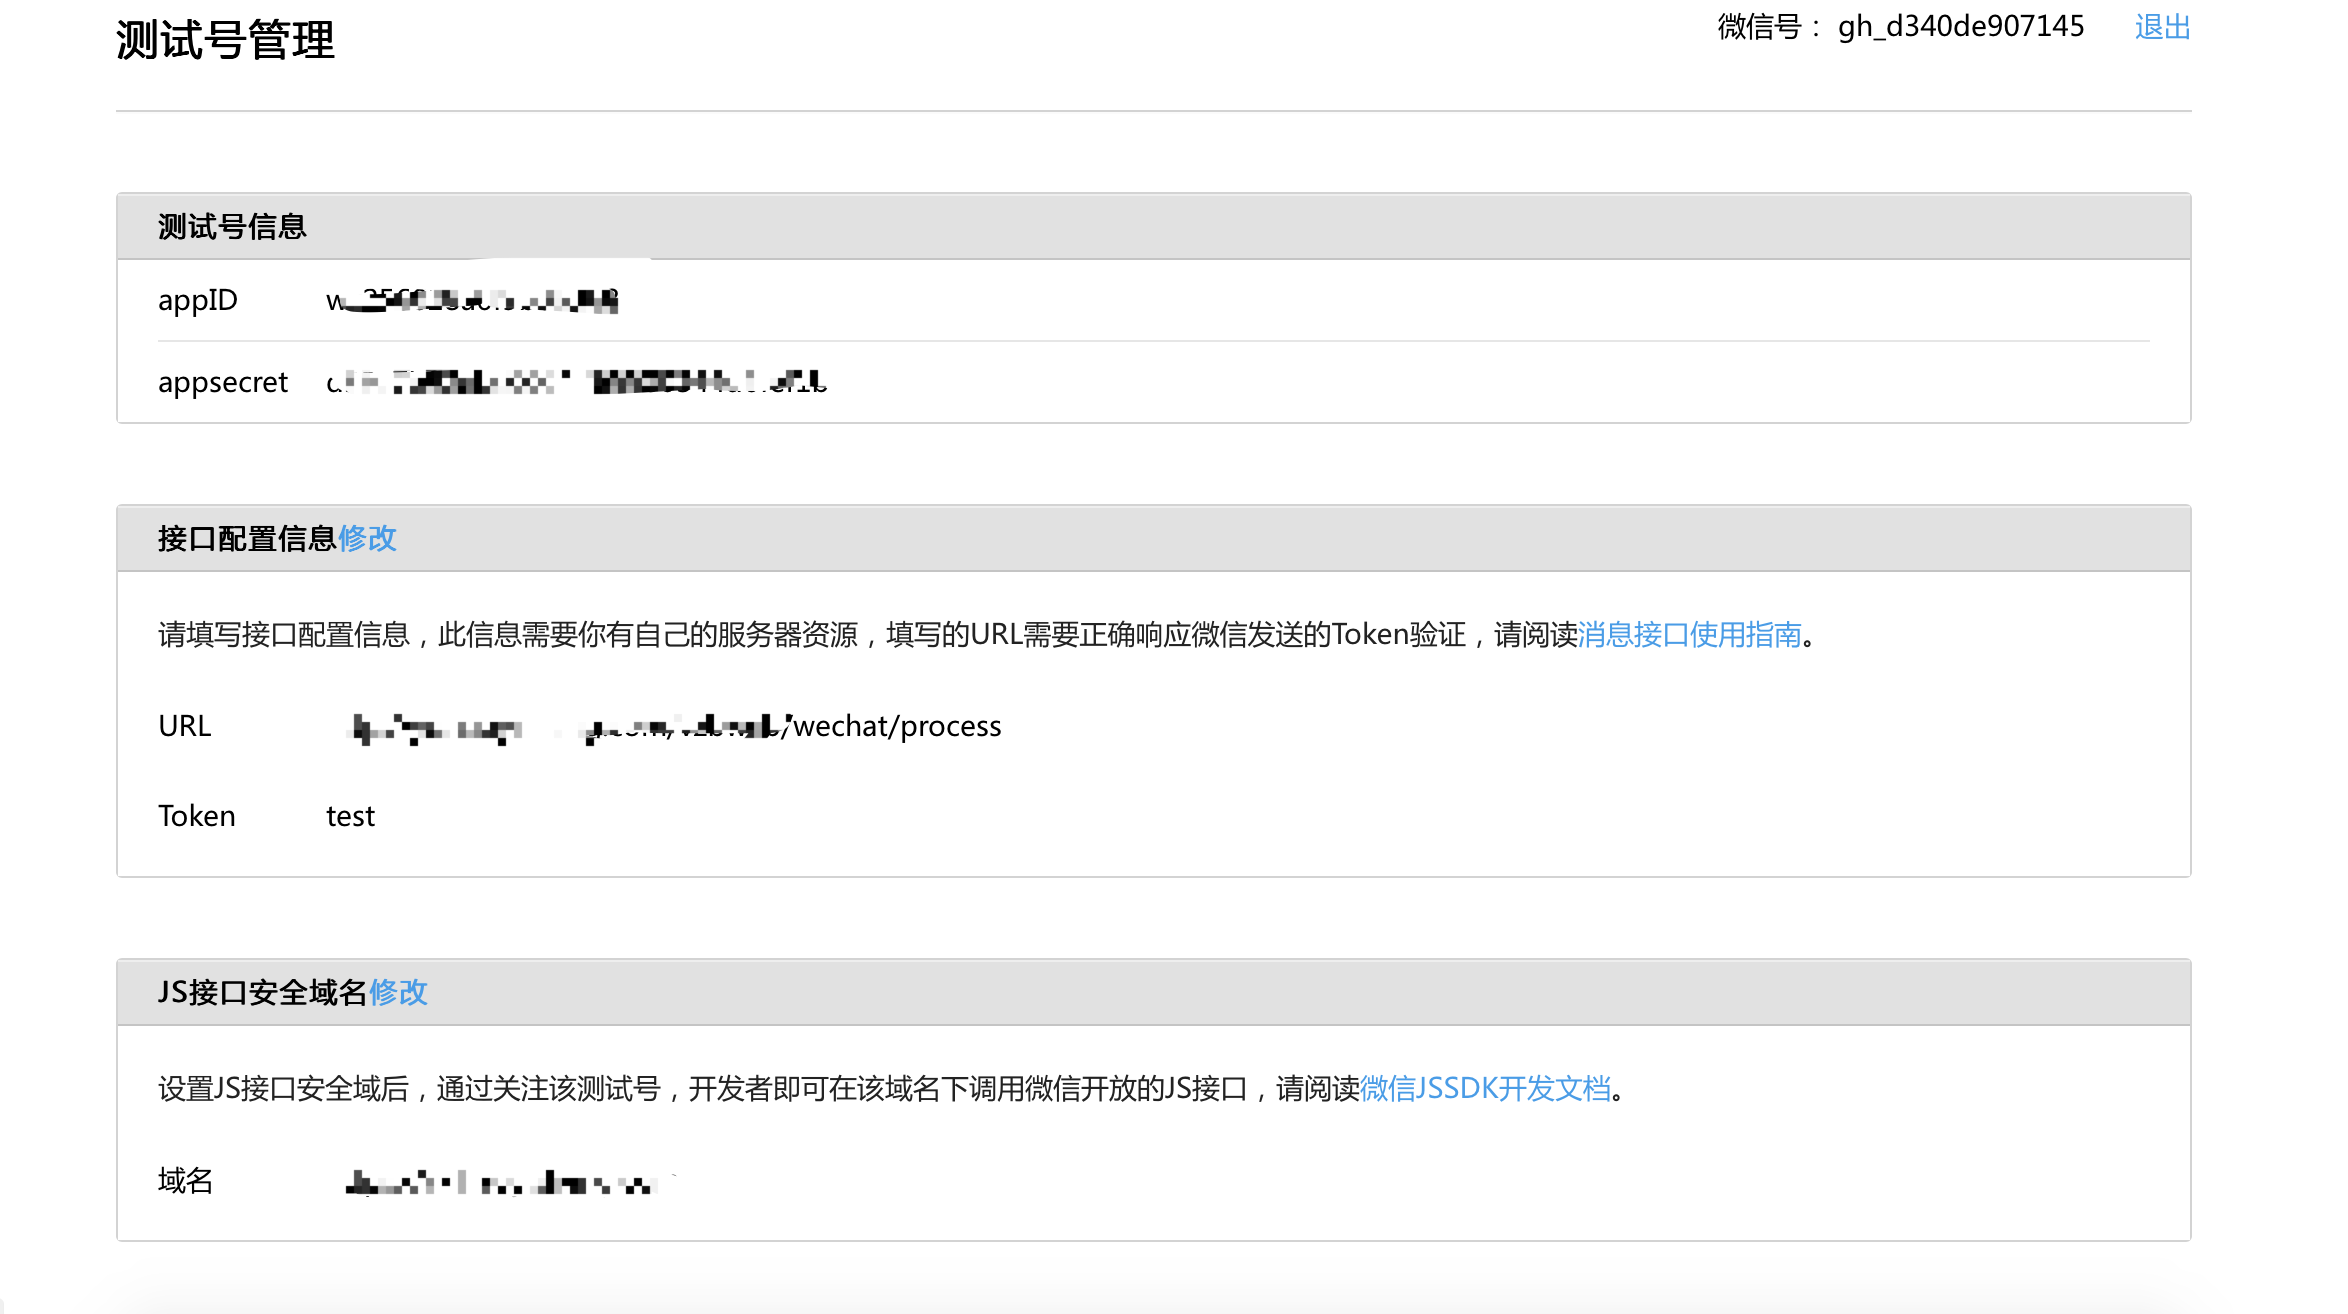 测试号管理
微信号： gh_d340de907145 退出
测试号信息
appID
appsecret
接口配置信息修改
请填写接口配置信息，此信息需要你有自己的服务器资源，填写的URL需要正确响应微信发送的Token验证，请阅读消息接口使用指南。
URL /wechat/process
Token test
JS接口安全域名修改
设置JS接口安全域后，通过关注该测试号，开发者即可在该域名下调用微信开放的JS接口，请阅读微信JSSDK开发文档。
域名